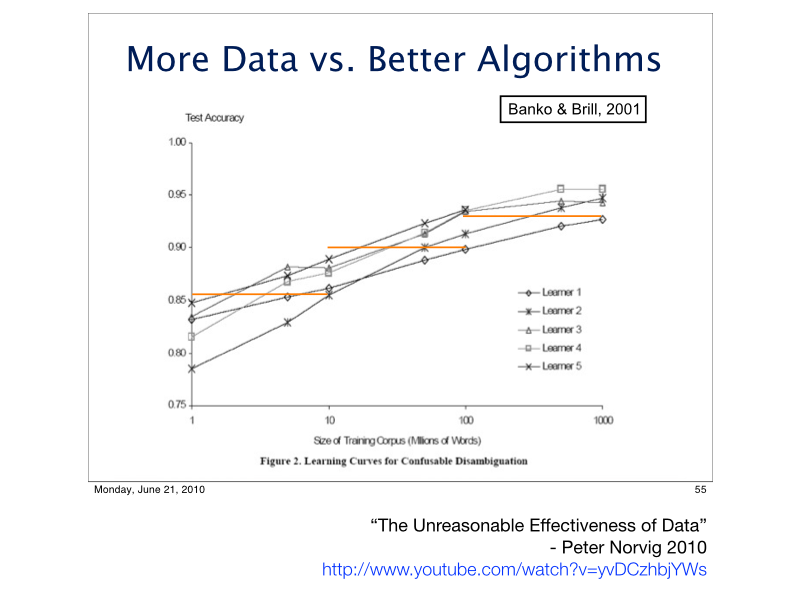 More Data vs. Better Algorithms
Banko & Brill, 2001
Test Accuracy
1.00
0.95
0.90
0.85
0.80
0.75
1
10
100
1000
Learner 1
Learner 2
Learner 3
Learner 4
Learner 5
Size of Training Corpus (Millions of Words)
Figure 2. Learning Curves for Confusable Disambiguation
Monday, June 21, 2010
55
“The Unreasonable Effectiveness of Data”
- Peter Norvig 2010
http://www.youtube.com/watch?v=yvDCzhbjYWs